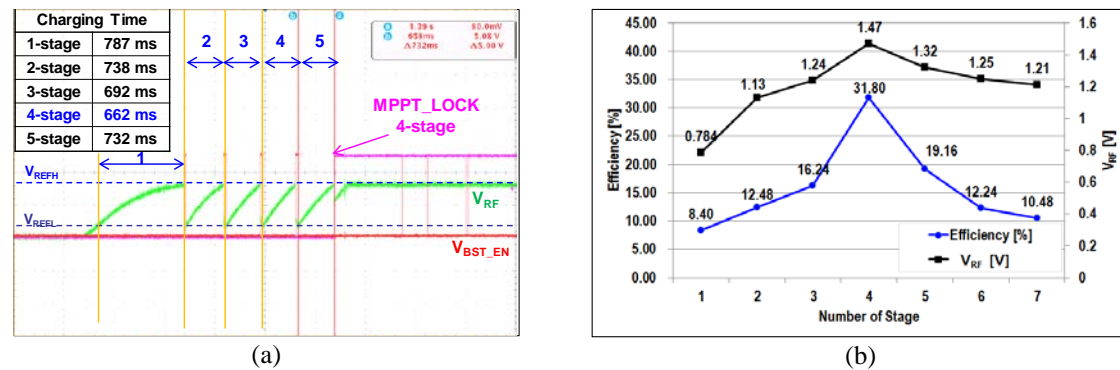 Charging Time
1-stage 787 ms
2-stage 738 ms
3-stage 692 ms
4-stage 662 ms
5-stage 732 ms
a 1.39 s 80.0mV
b 658ms 5.08 V
Δ732ms Δ5.00 V
b a
2 3 4 5
MPPT_LOCK
4-stage
1
VREFH
VREFL
VRF
VBST_EN
(a)
45.00
40.00
35.00
30.00
25.00
20.00
15.00
10.00
5.00
0.00
Efficiency [%]
1.6
1.4
1.2
1
0.8
0.6
0.4
0.2
0
VRF [V]
0.784 1.13 1.24 1.47 1.32 1.25 1.21
8.40 12.48 16.24 31.80 19.16 12.24 10.48
Efficiency [%]
VRF [V]
1 2 3 4 5 6 7
Number of Stage
(b)